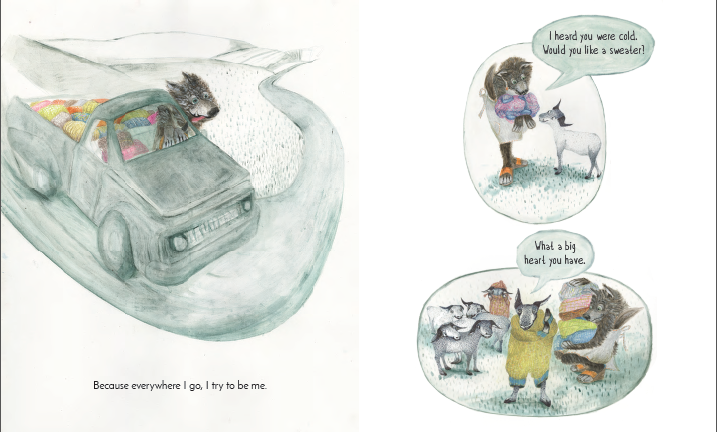 Because everywhere I go, I try to be me.
I heard you were cold.
Would you like a sweater?
What a big
heart you have.